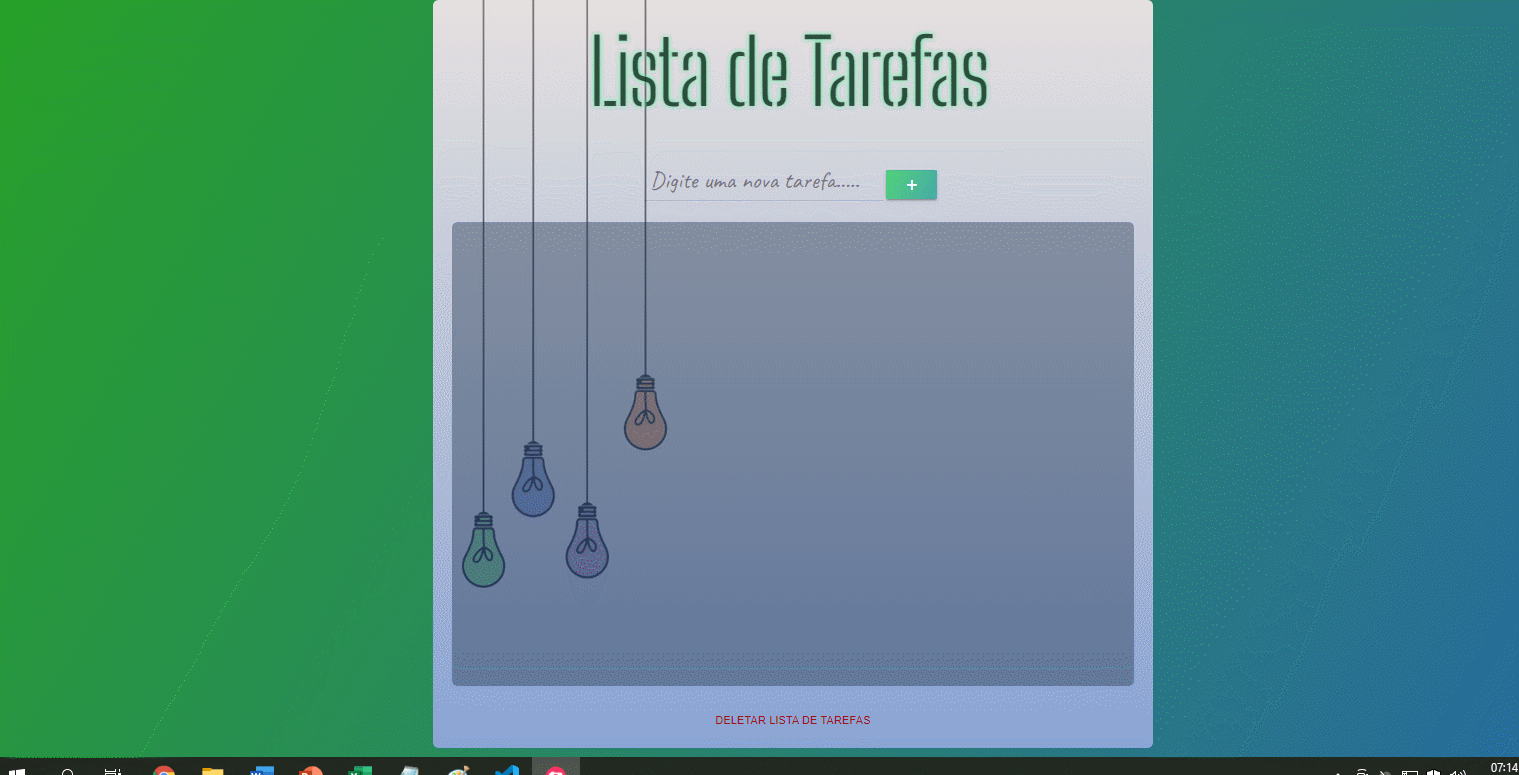 Lista de Tarefas
Digite uma nova tarefa.....
+
DELETAR LISTA DE TAREFAS
07:14